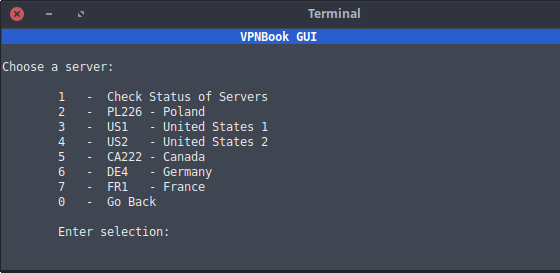 Terminal
VPNBook GUI
Choose a server:
1 - Check Status of Servers
2 - PL226 - Poland
3 - US1 - United States 1
4 - US2 - United States 2
5 - CA222 - Canada
6 - DE4 - Germany
7 - FR1 - France
0 - Go Back
Enter selection: